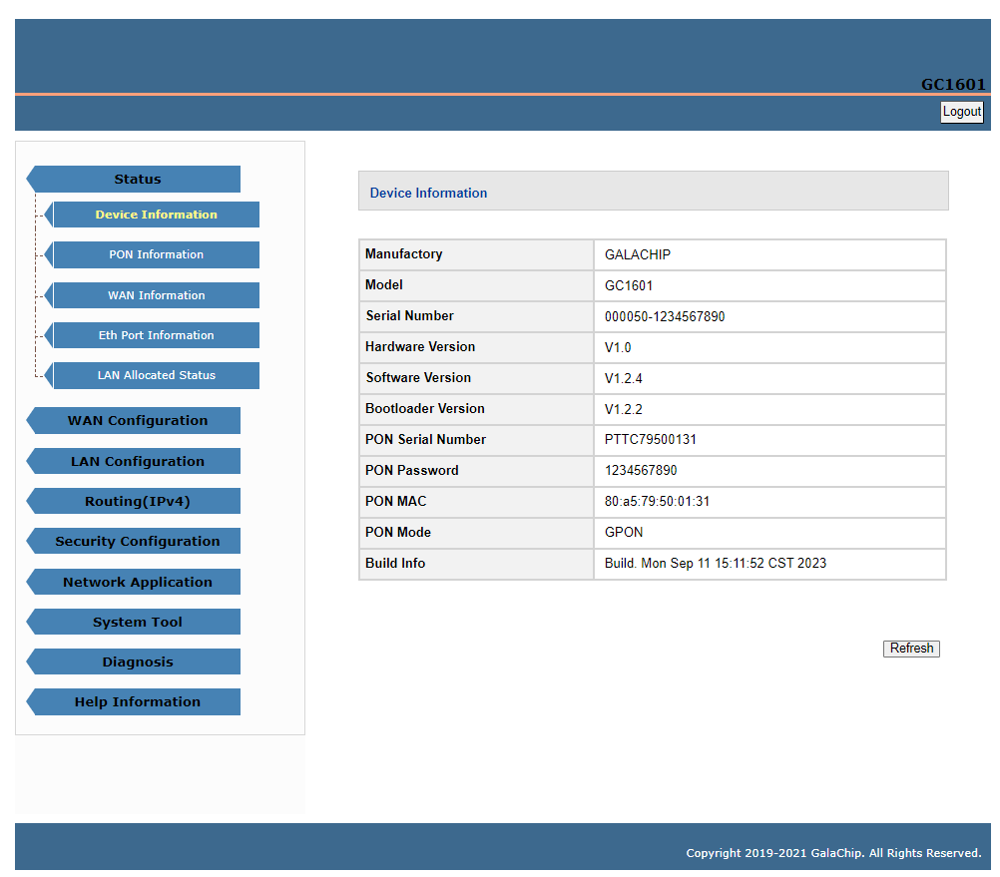 GC1601
Logout
Status
Device Information
PON Information
WAN Information
Eth Port Information
LAN Allocated Status
WAN Configuration
LAN Configuration
Routing(IPv4)
Security Configuration
Network Application
System Tool
Diagnosis
Help Information
Device Information
Manufactory GALACHIP
Model GC1601
Serial Number 000050-1234567890
Hardware Version V1.0
Software Version V1.2.4
Bootloader Version V1.2.2
PON Serial Number PTTC79500131
PON Password 1234567890
PON MAC 80:a5:79:50:01:31
PON Mode GPON
Build Info Build. Mon Sep 11 15:11:52 CST 2023
Refresh
Copyright 2019-2021 GalaChip. All Rights Reserved.